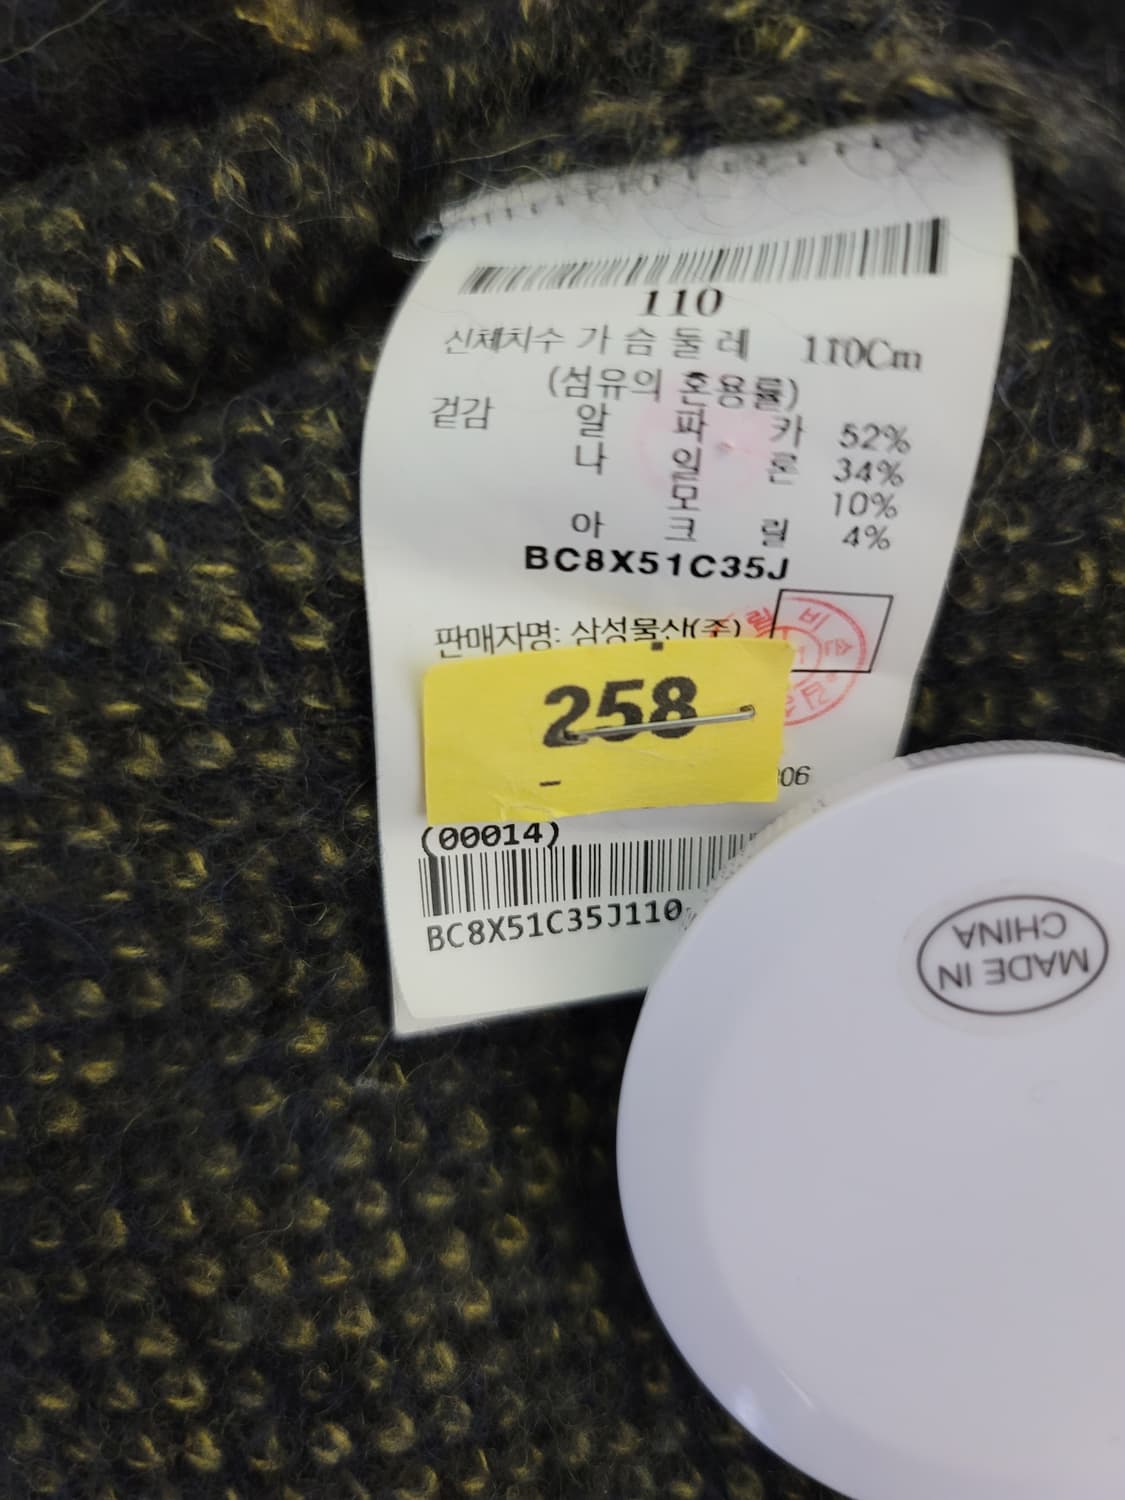 110
신체치수 가 슴 둘 레 110Cm
(섬유의 혼용률)
겉감 알 파 카 52%
나 일 론 34%
모 10%
아 크 릴 4%
BC8X51C35J
판매자명: 삼성물산(주)
258
-
(00014)
BC8X51C35J110
MADE IN
CHINA